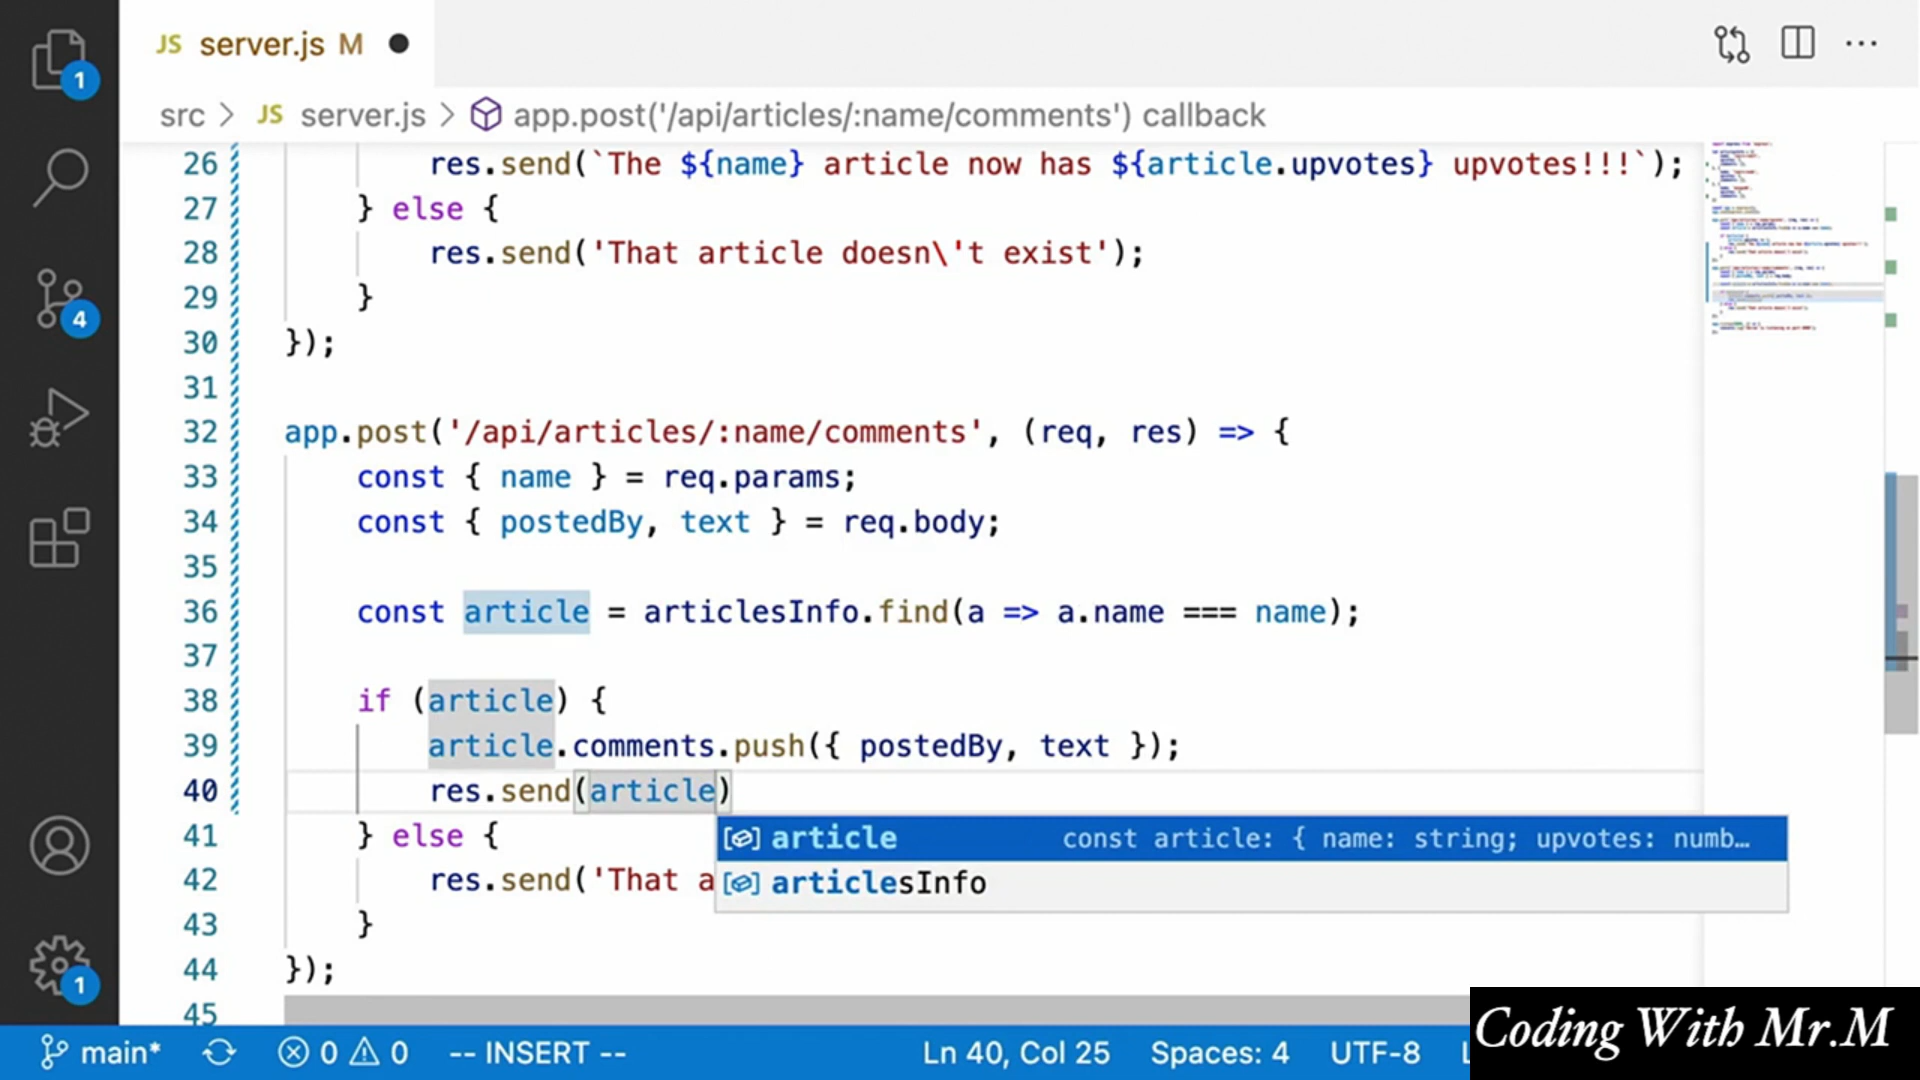 JS server.js M
src > JS server.js > app.post('/api/articles/:name/comments') callback
26 res.send(`The ${name} article now has ${article.upvotes} upvotes!!!`);
27 } else {
28 res.send('That article doesn\'t exist');
29 }
30 });
31
32 app.post('/api/articles/:name/comments', (req, res) => {
33 const { name } = req.params;
34 const { postedBy, text } = req.body;
35
36 const article = articlesInfo.find(a => a.name === name);
37
38 if (article) {
39 article.comments.push({ postedBy, text });
40 res.send(article)
41 } else {
article const article: { name: string; upvotes: numb…
42 res.send('That a
articlesInfo
43 }
44 });
45
1
4
1
main* 0 0 -- INSERT -- Ln 40, Col 25 Spaces: 4 UTF-8 L
Coding With Mr.M